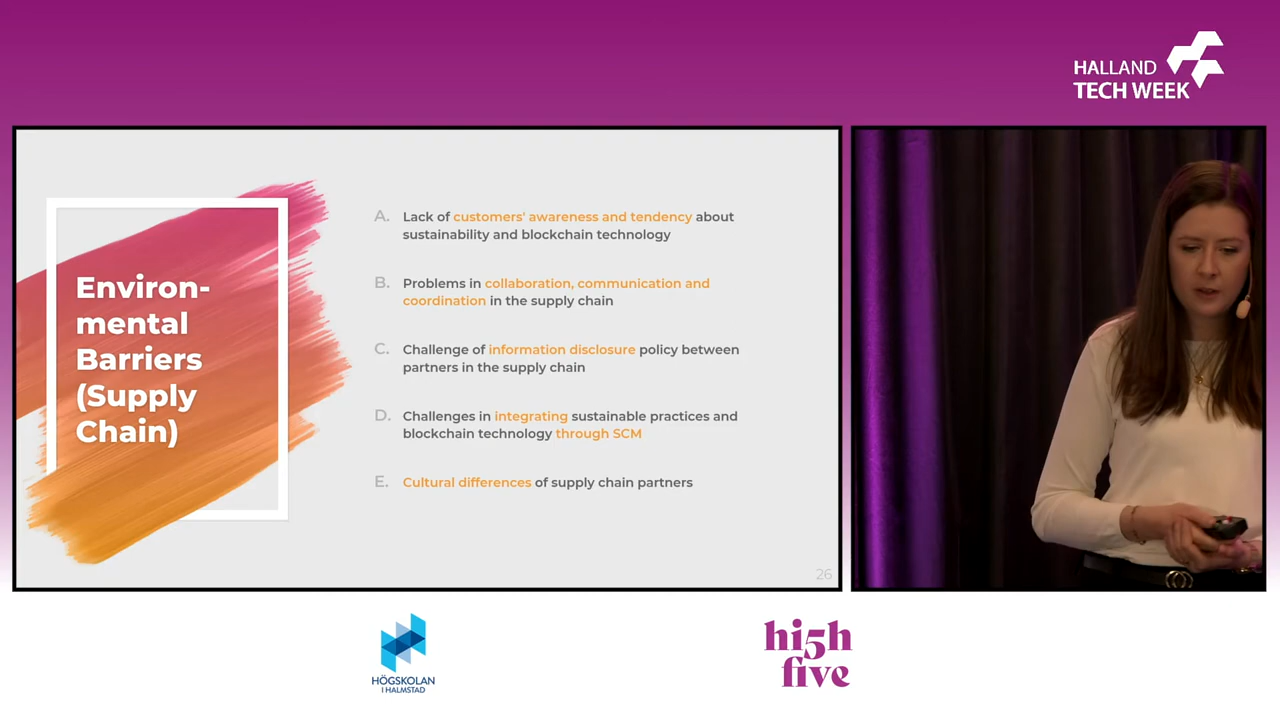 HALLAND
TECH WEEK
Environ-
mental
Barriers
(Supply
Chain)
A. Lack of customers' awareness and tendency about
sustainability and blockchain technology
B. Problems in collaboration, communication and
coordination in the supply chain
C. Challenge of information disclosure policy between
partners in the supply chain
D. Challenges in integrating sustainable practices and
blockchain technology through SCM
E. Cultural differences of supply chain partners
26
HÖGSKOLAN
I HALMSTAD
hi5h
five